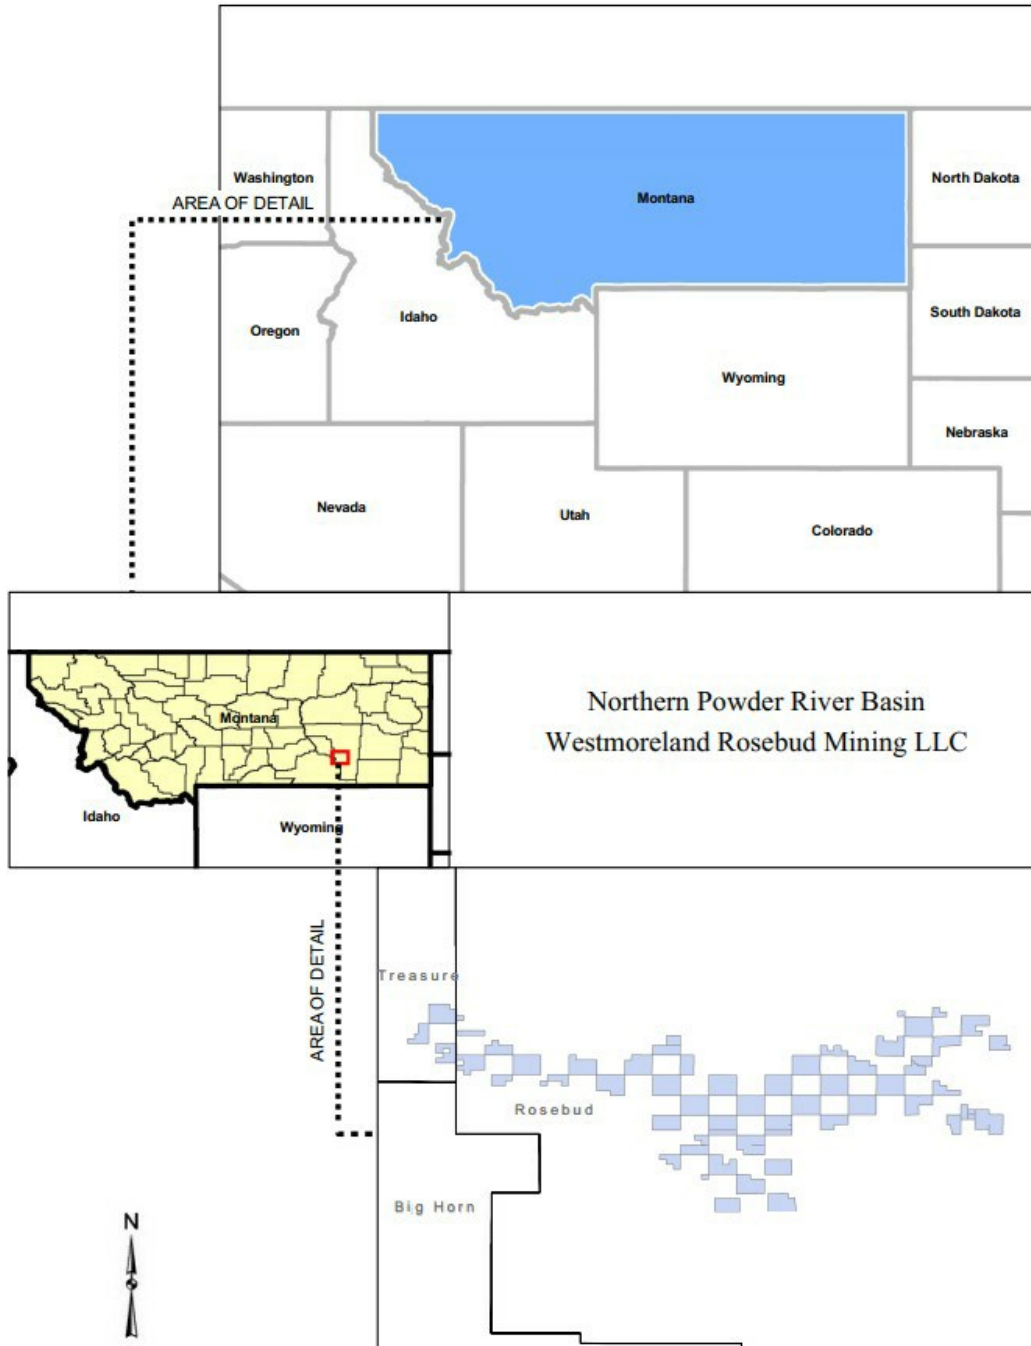 Washington
Montana
North Dakota
AREA OF DETAIL
Oregon
Idaho
South Dakota
Wyoming
Nebraska
Nevada
Utah
Colorado
Montana
Idaho
Wyoming
Northern Powder River Basin
Westmoreland Rosebud Mining LLC
AREA OF DETAIL
Treasure
Rosebud
Big Horn
N